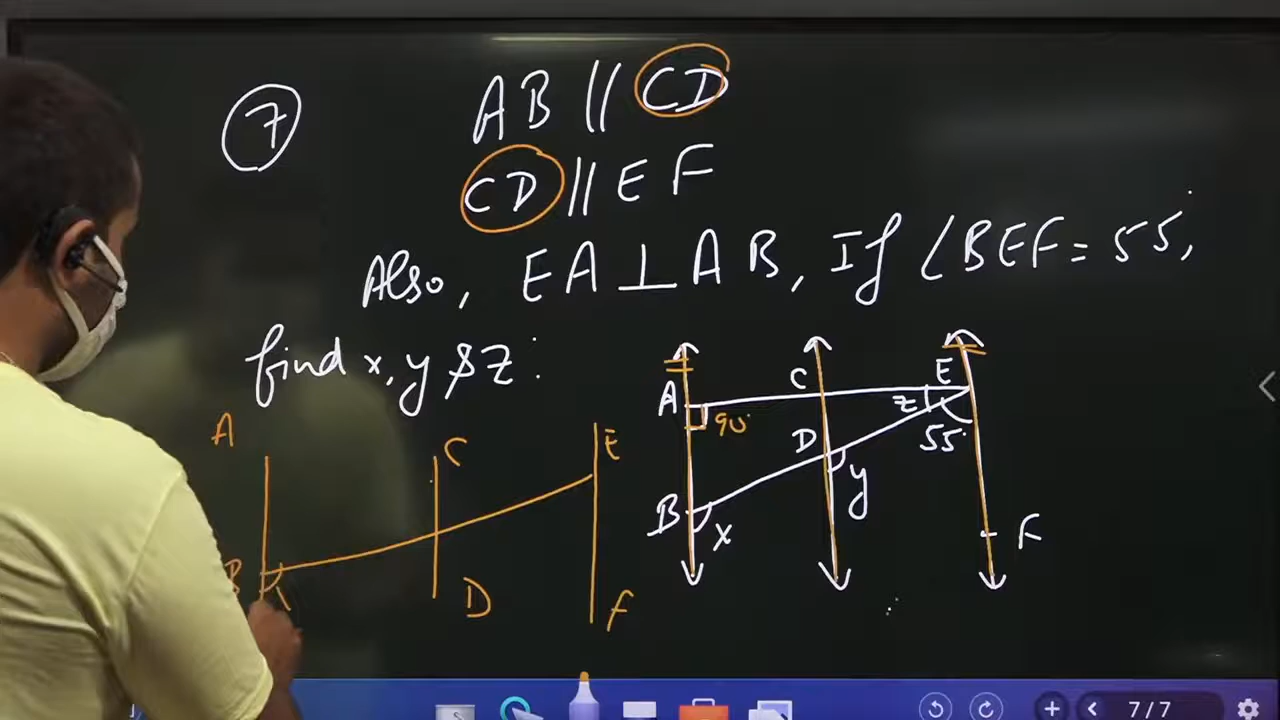 7
AB || CD
CD || EF
Also, EA ⊥ AB, If ∠BEF = 55,
find x, y & z :
A C E
B D F
x
A C E
90°
z
55°
D
y
B
x
F
7/7